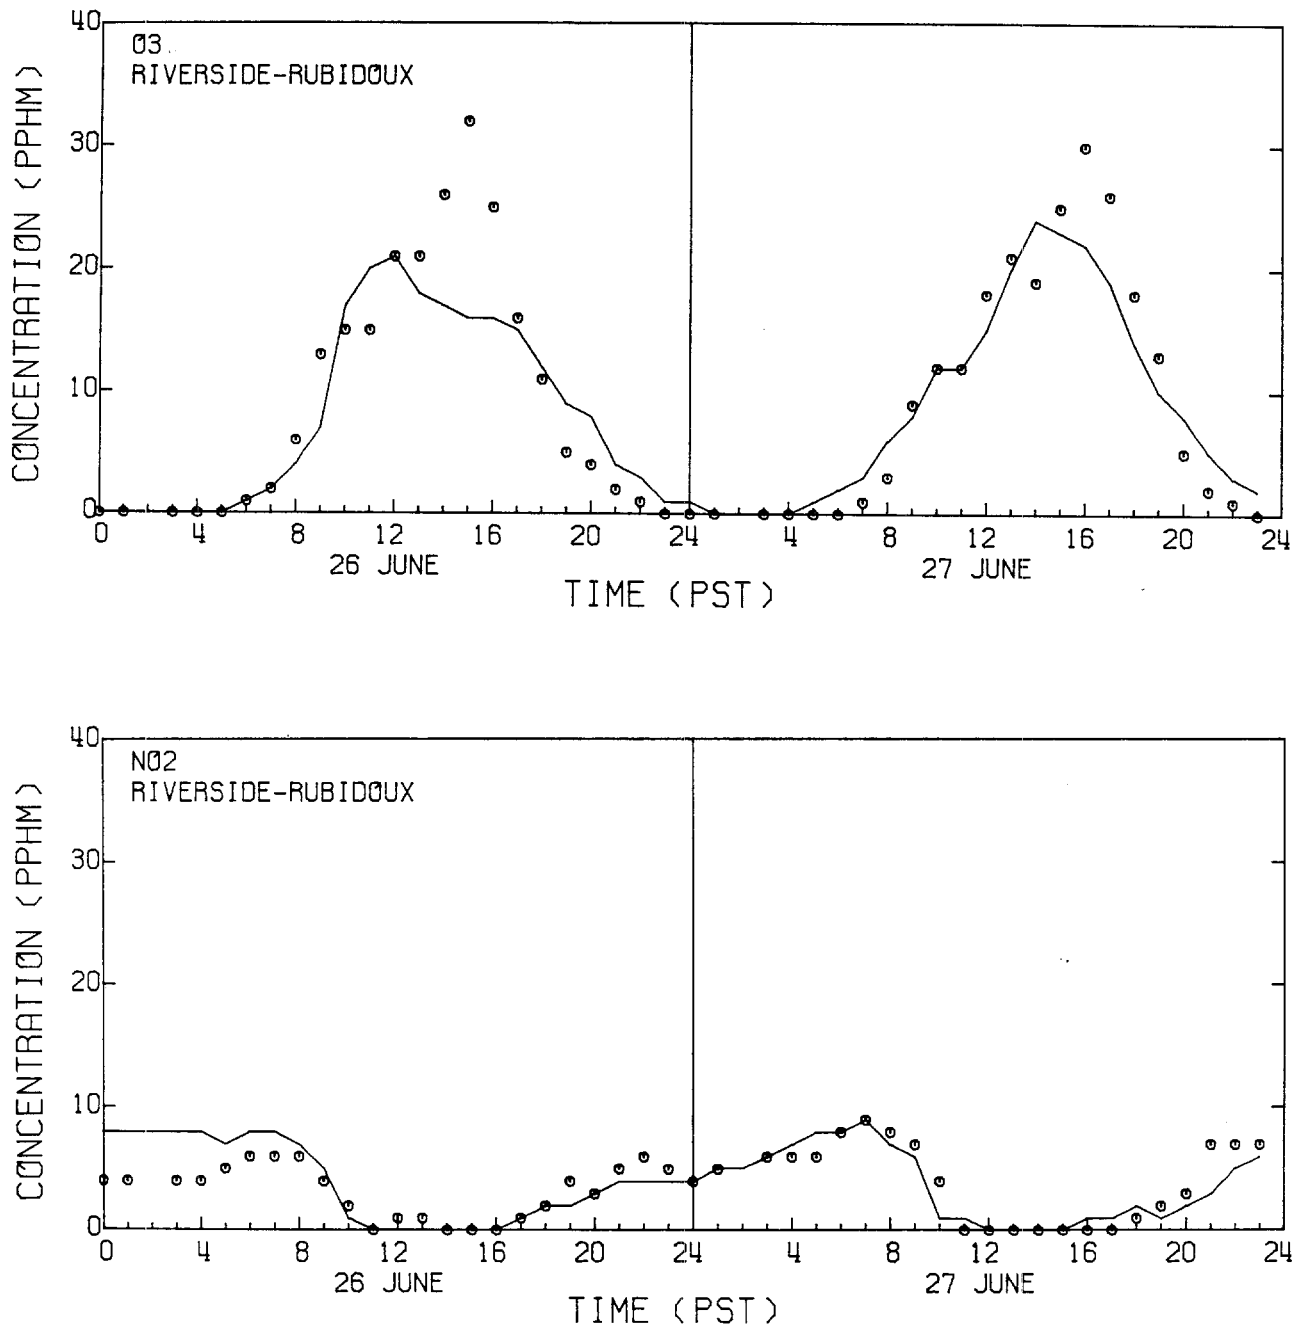 40
30
20
10
0
CONCENTRATION (PPHM)
O3
RIVERSIDE-RUBIDOUX
0 4 8 12 16 20 24 4 8 12 16 20 24
26 JUNE 27 JUNE
TIME (PST)
40
30
20
10
0
CONCENTRATION (PPHM)
NO2
RIVERSIDE-RUBIDOUX
0 4 8 12 16 20 24 4 8 12 16 20 24
26 JUNE 27 JUNE
TIME (PST)